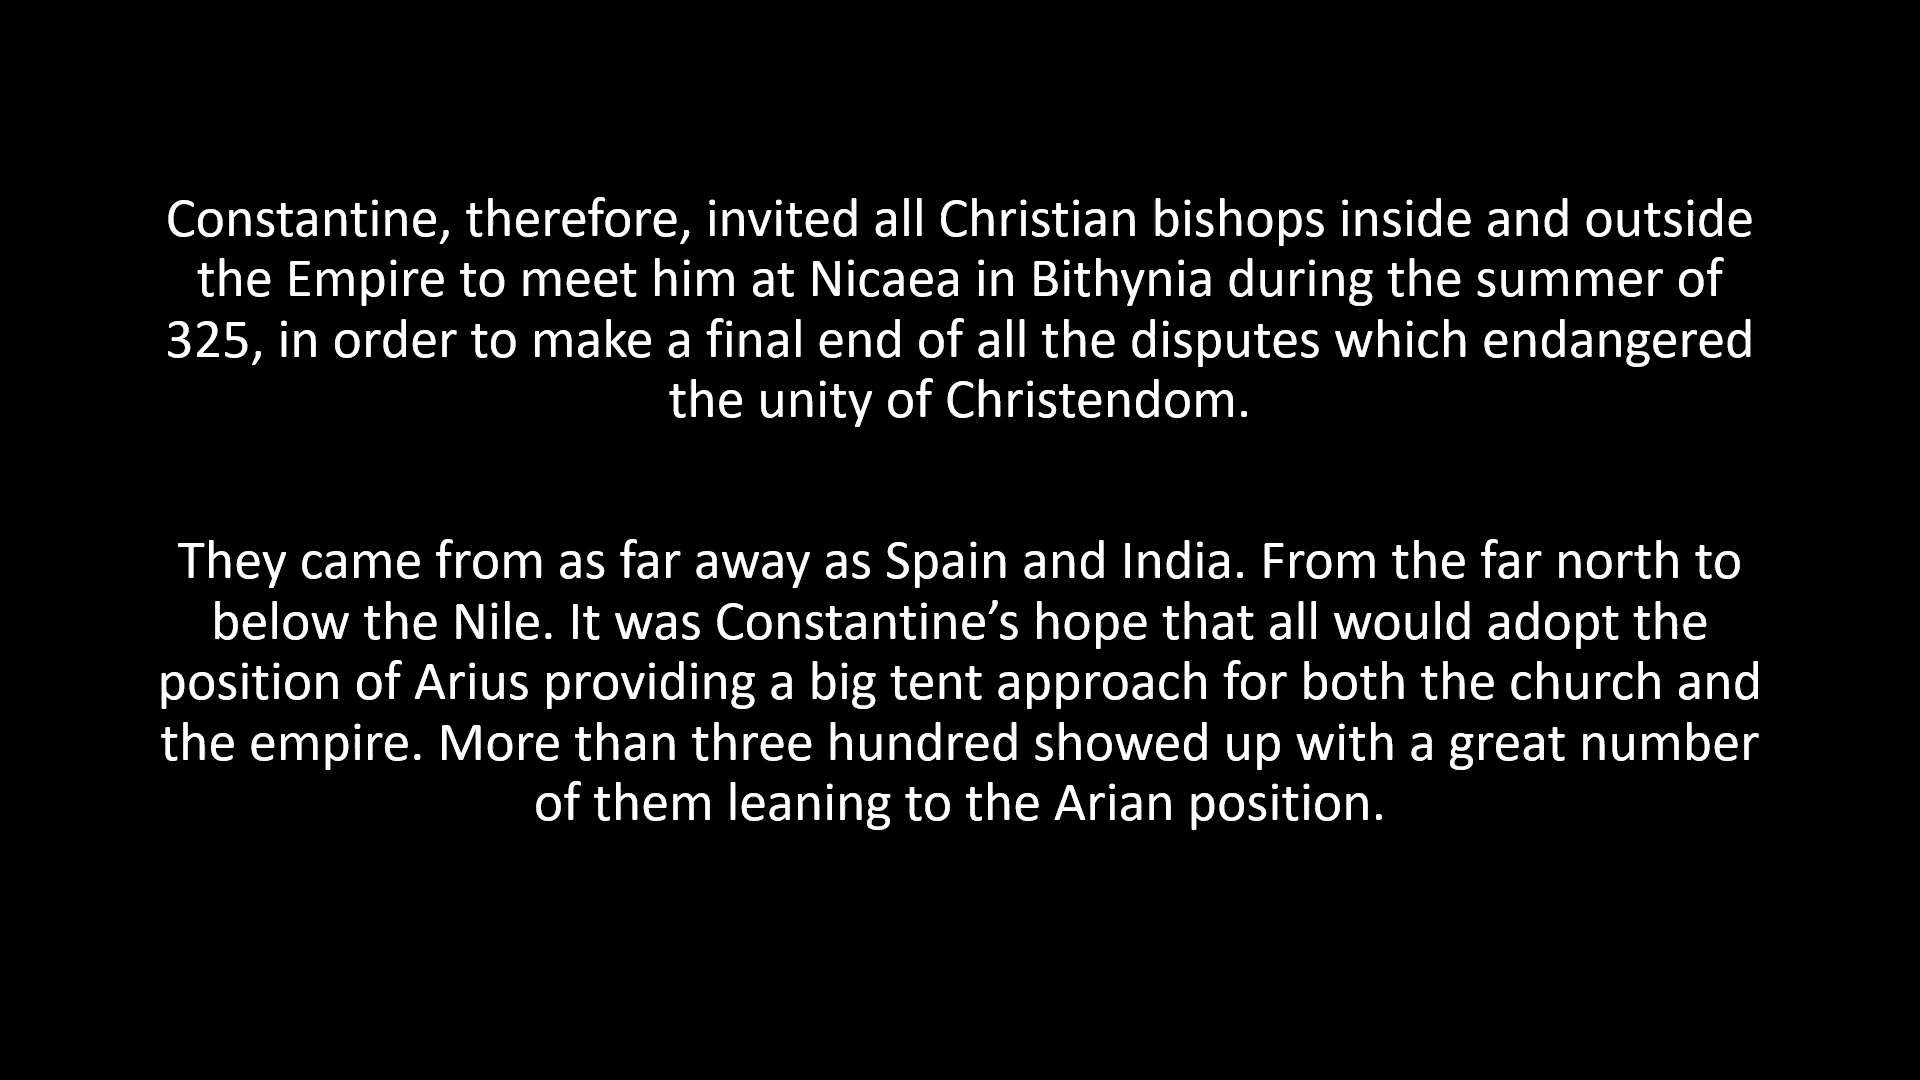 Constantine, therefore, invited all Christian bishops inside and outside
the Empire to meet him at Nicaea in Bithynia during the summer of
325, in order to make a final end of all the disputes which endangered
the unity of Christendom.
They came from as far away as Spain and India. From the far north to
below the Nile. It was Constantine’s hope that all would adopt the
position of Arius providing a big tent approach for both the church and
the empire. More than three hundred showed up with a great number
of them leaning to the Arian position.